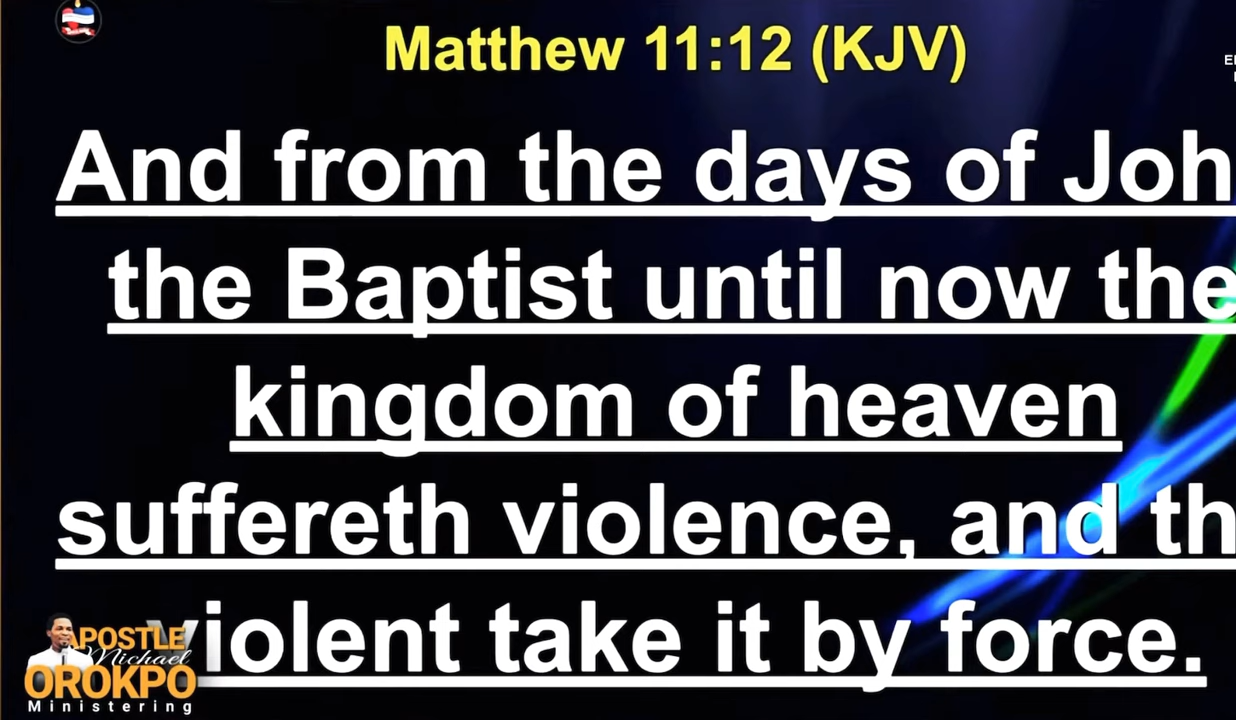 Matthew 11:12 (KJV)
And from the days of Joh
the Baptist until now the
kingdom of heaven
suffereth violence, and th
violent take it by force.
APOSTLE
Michael
OROKPO
Ministering